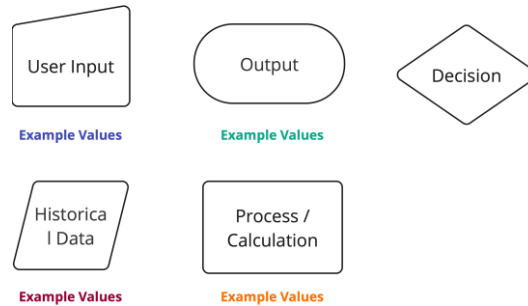 User Input
Output
Decision
Example Values
Example Values
Historica
l Data
Process /
Calculation
Example Values
Example Values